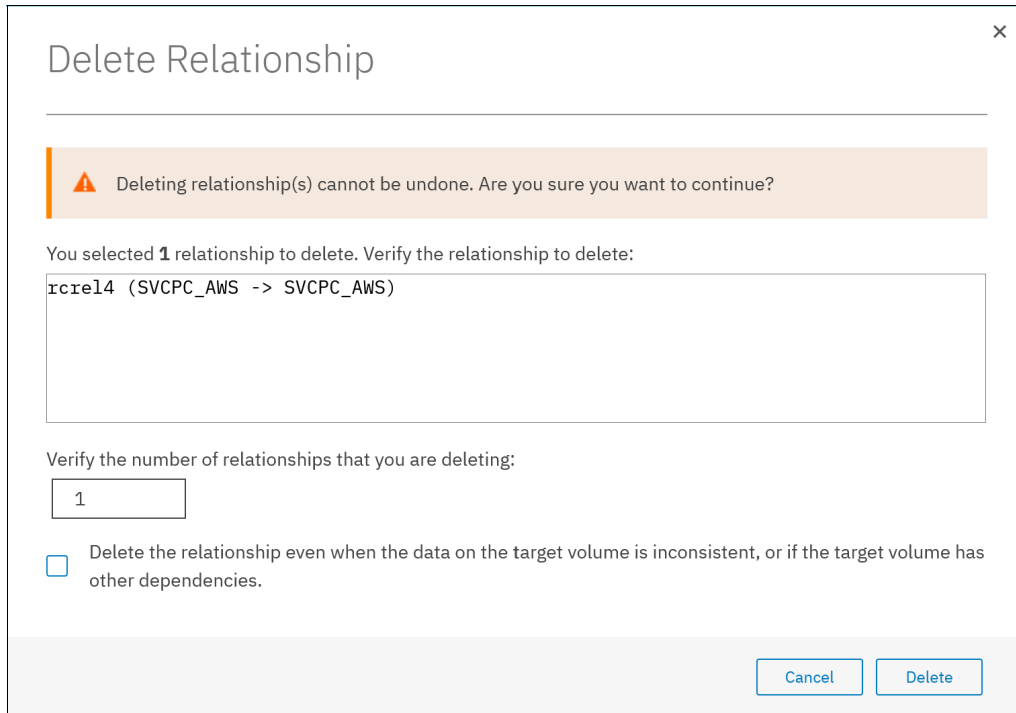 Delete Relationship
Deleting relationship(s) cannot be undone. Are you sure you want to continue?
You selected 1 relationship to delete. Verify the relationship to delete:
rcrel4 (SVCPC_AWS -> SVCPC_AWS)
Verify the number of relationships that you are deleting:
1
Delete the relationship even when the data on the target volume is inconsistent, or if the target volume has
other dependencies.
Cancel
Delete